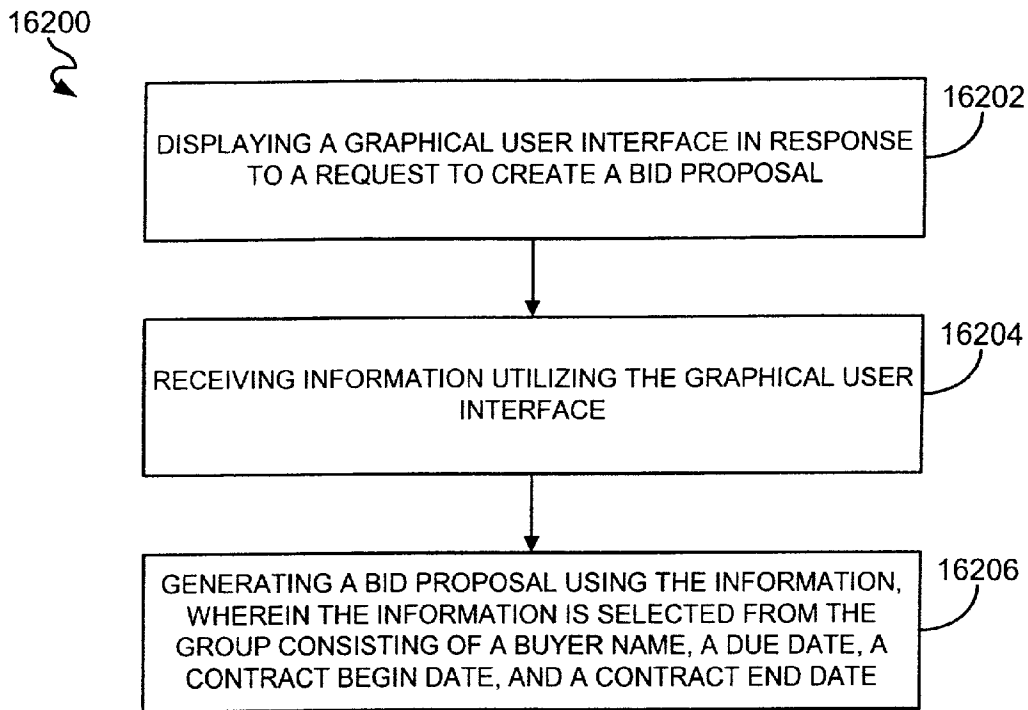 16200
16202
DISPLAYING A GRAPHICAL USER INTERFACE IN RESPONSE
TO A REQUEST TO CREATE A BID PROPOSAL
16204
RECEIVING INFORMATION UTILIZING THE GRAPHICAL USER
INTERFACE
16206
GENERATING A BID PROPOSAL USING THE INFORMATION,
WHEREIN THE INFORMATION IS SELECTED FROM THE
GROUP CONSISTING OF A BUYER NAME, A DUE DATE, A
CONTRACT BEGIN DATE, AND A CONTRACT END DATE